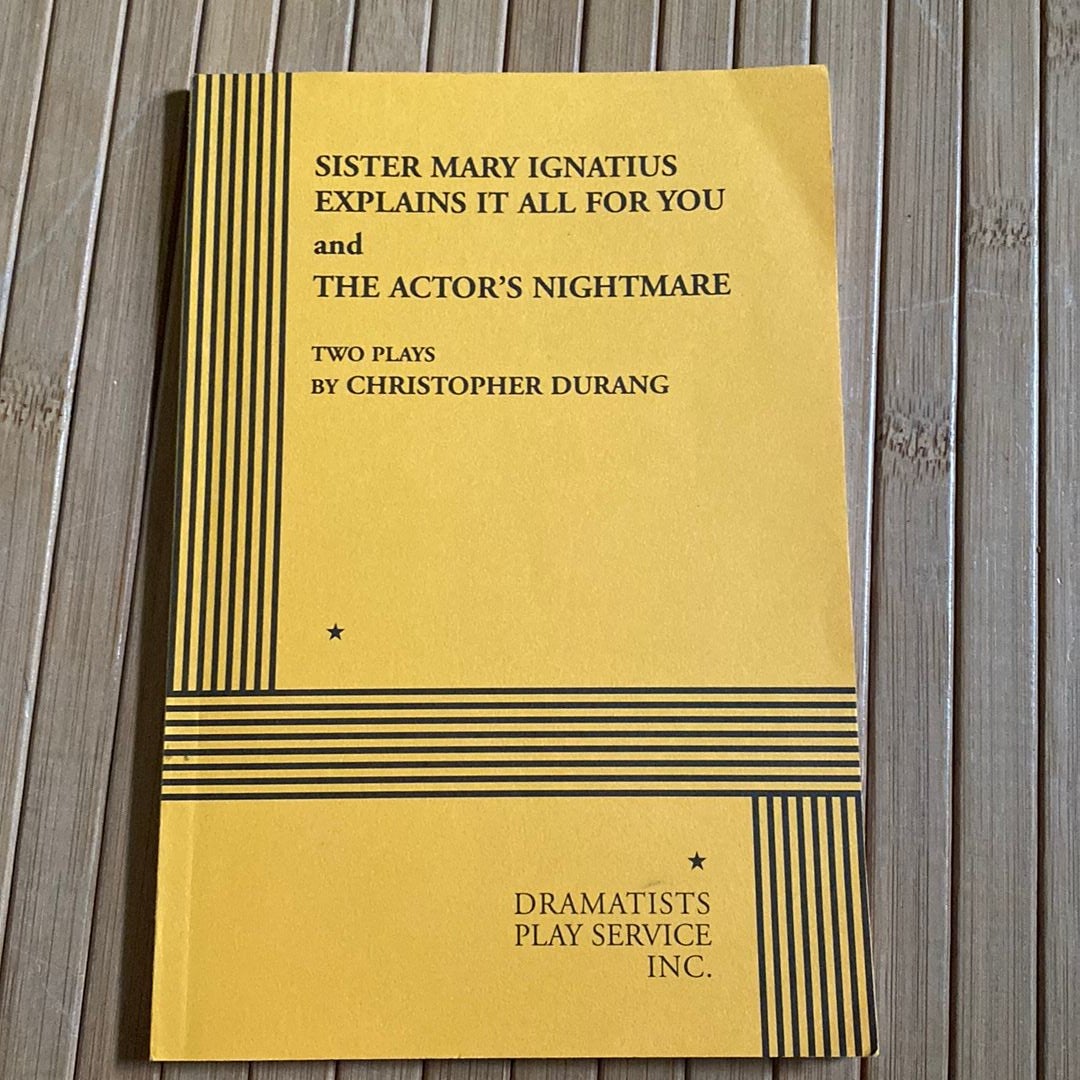 SISTER MARY IGNATIUS
EXPLAINS IT ALL FOR YOU
and
THE ACTOR'S NIGHTMARE
TWO PLAYS
BY CHRISTOPHER DURANG
DRAMATISTS
PLAY SERVICE
INC.